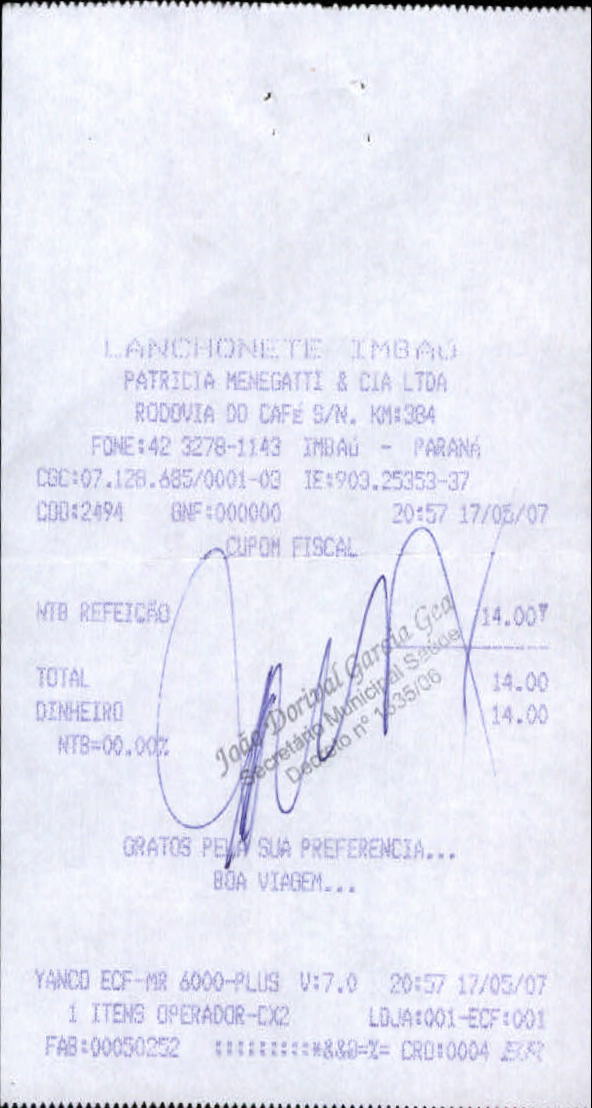 LANCHONETE IMBAÚ
PATRICIA MENEGATTI & CIA LTDA
RODOVIA DO CAFÉ S/N. KM:384
FONE:42 3278-1143 IMBAÚ - PARANÁ
CGC:07.128.685/0001-03 IE:903.25353-37
COO:2494 GNF:000000 20:57 17/05/07
CUPOM FISCAL
NTB REFEIÇÃO 14.00
TOTAL 14.00
DINHEIRO 14.00
NTB=00.00%
João Dorival Garcia Gea
Secretário Municipal Saúde
Decreto nº 1.535/06
GRATOS PELA SUA PREFERENCIA...
BOA VIAGEM...
YANCO ECF-MR 6000-PLUS V:7.0 20:57 17/05/07
1 ITENS OPERADOR-CX2 LOJA:001-ECF:001
FAB:00050252 CRO:0004